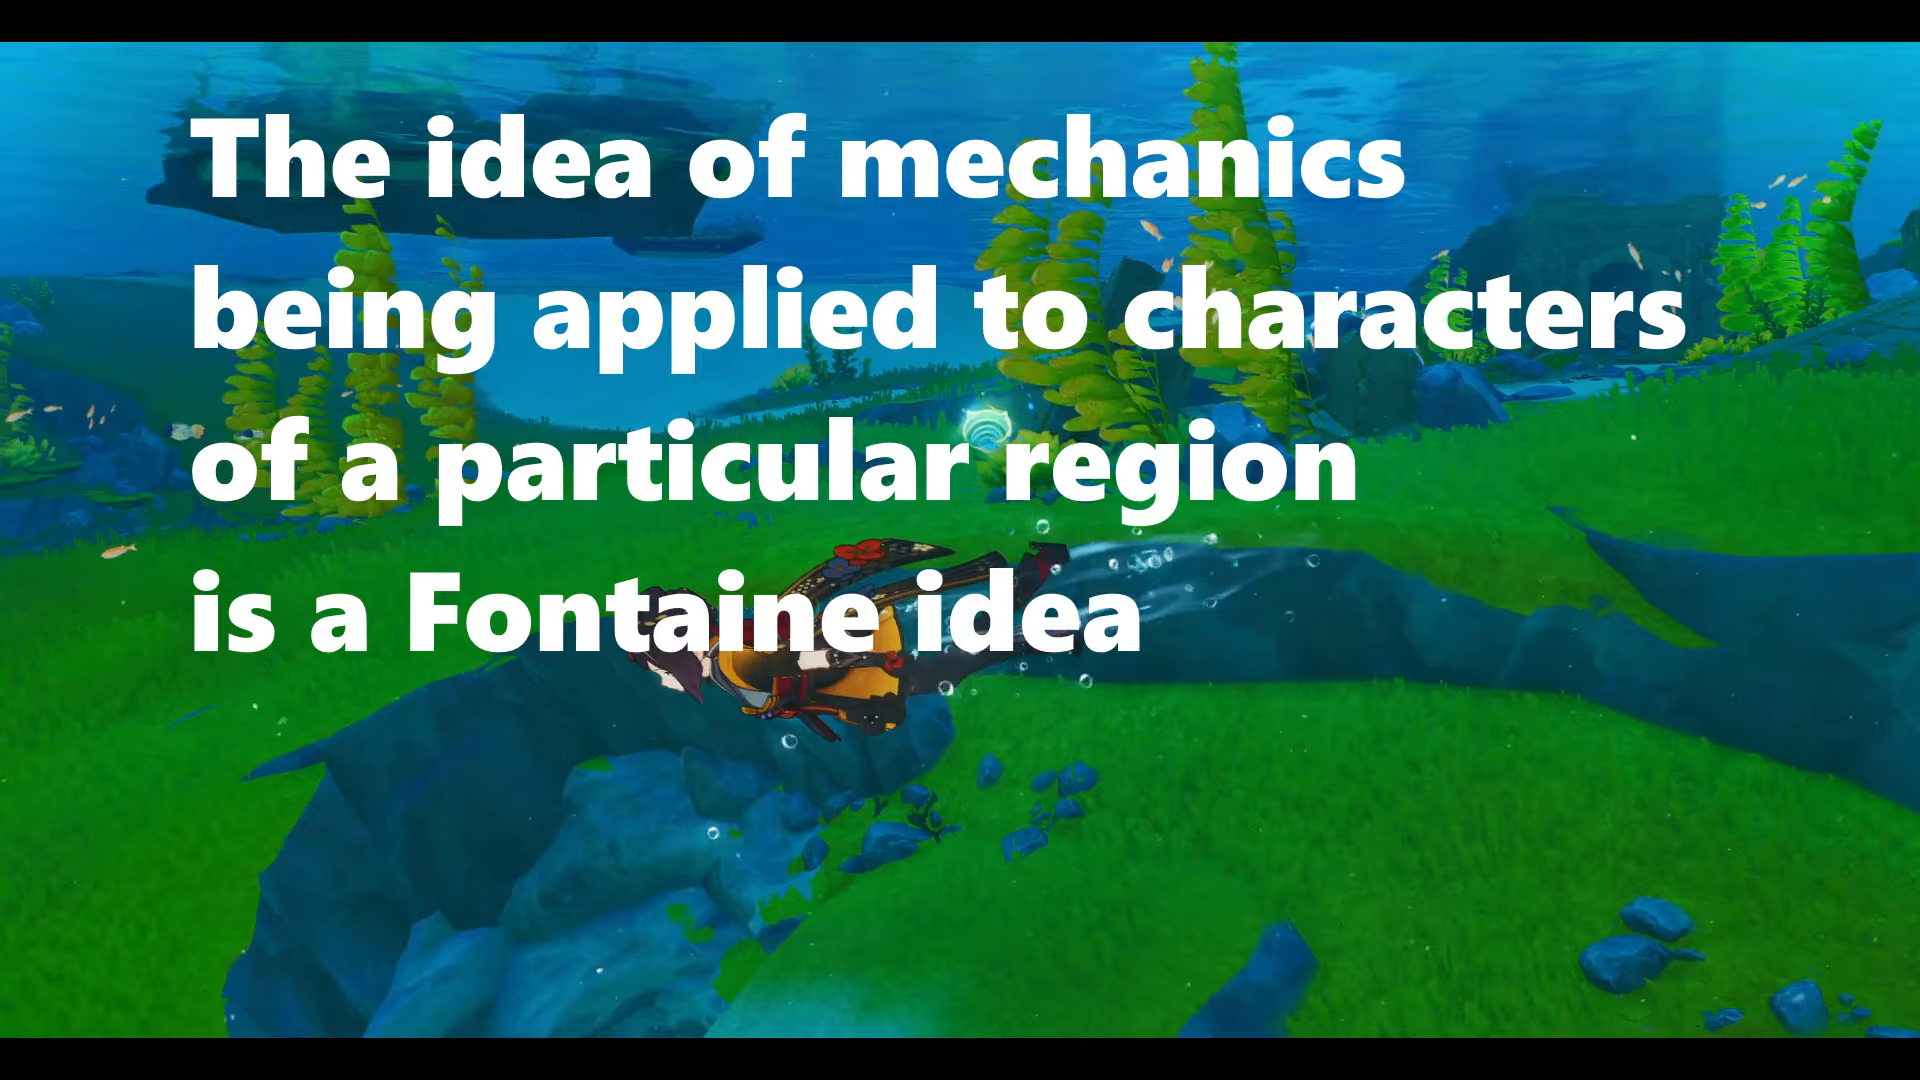 The idea of mechanics
being applied to characters
of a particular region
is a Fontaine idea